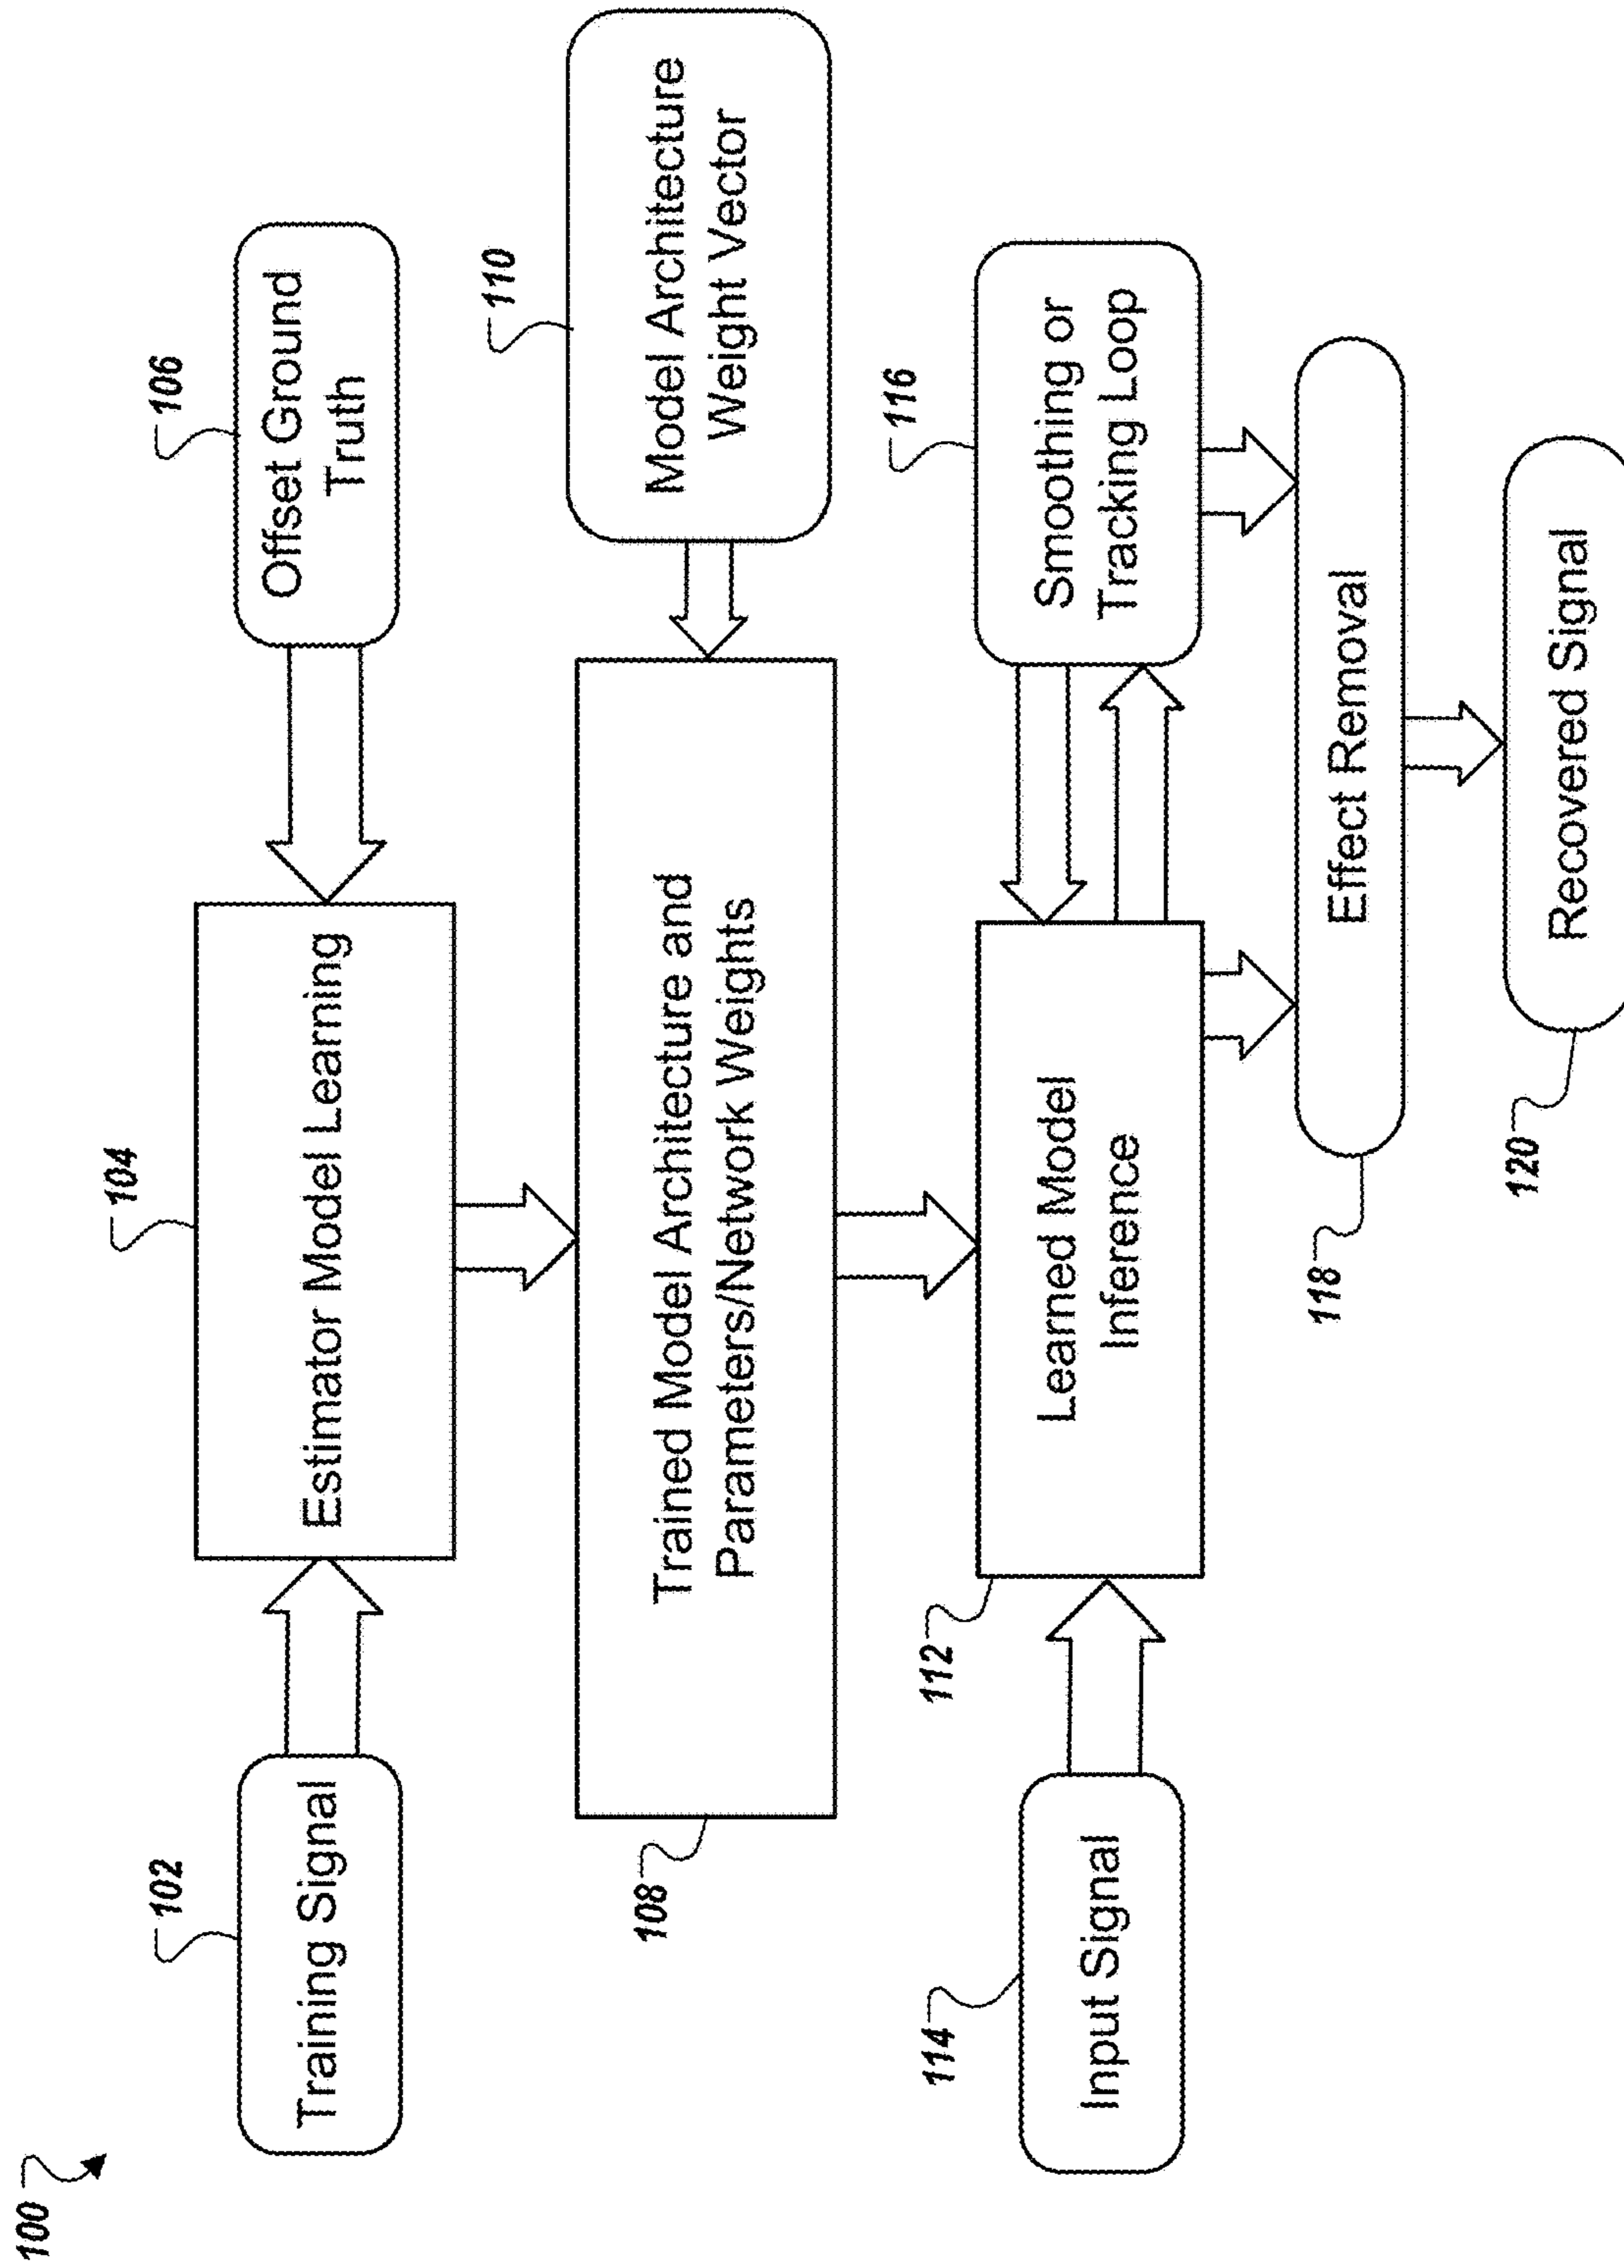 100
102
Training Signal
104
Estimator Model Learning
106
Offset Ground
Truth
108
Trained Model Architecture and
Parameters/Network Weights
110
Model Architecture
Weight Vector
114
Input Signal
112
Learned Model
Inference
116
Smoothing or
Tracking Loop
118
Effect Removal
120
Recovered Signal